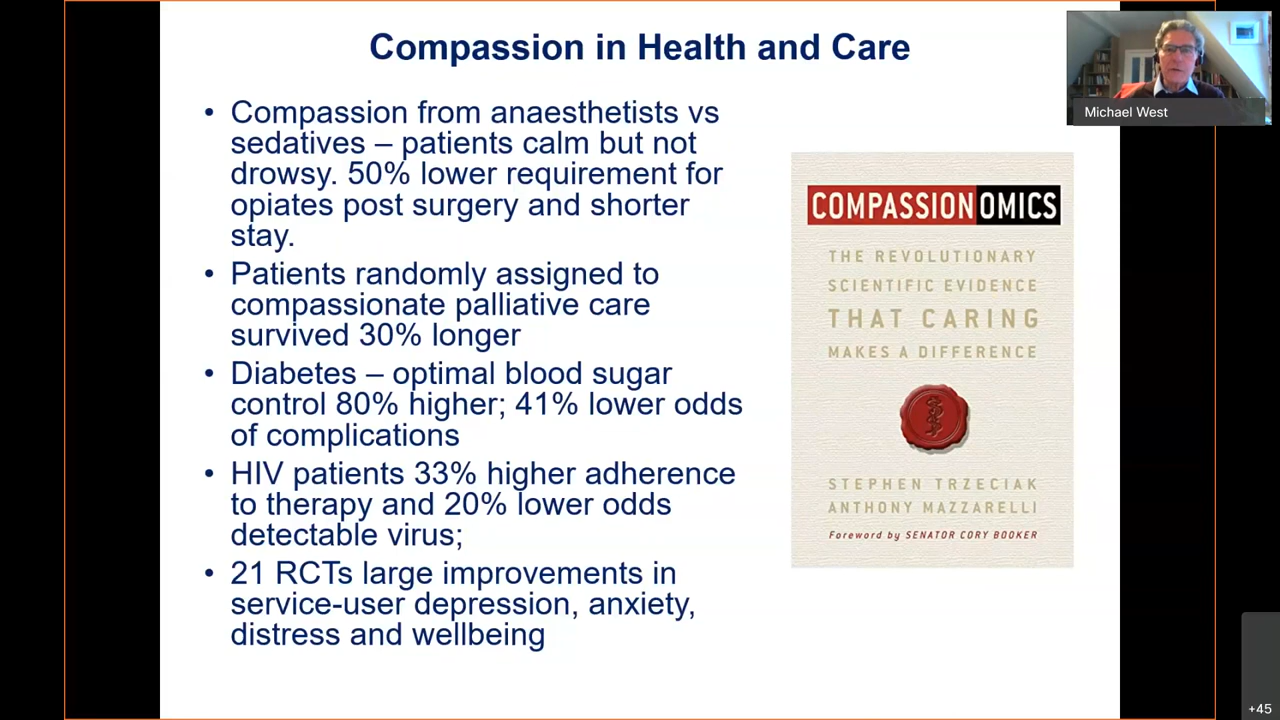 Compassion in Health and Care
Michael West
• Compassion from anaesthetists vs
sedatives – patients calm but not
drowsy. 50% lower requirement for
opiates post surgery and shorter
stay.
• Patients randomly assigned to
compassionate palliative care
survived 30% longer
• Diabetes – optimal blood sugar
control 80% higher; 41% lower odds
of complications
• HIV patients 33% higher adherence
to therapy and 20% lower odds
detectable virus;
• 21 RCTs large improvements in
service-user depression, anxiety,
distress and wellbeing
COMPASSIONOMICS
THE REVOLUTIONARY
SCIENTIFIC EVIDENCE
THAT CARING
MAKES A DIFFERENCE
STEPHEN TRZECIAK
ANTHONY MAZZARELLI
Foreword by SENATOR CORY BOOKER
+45